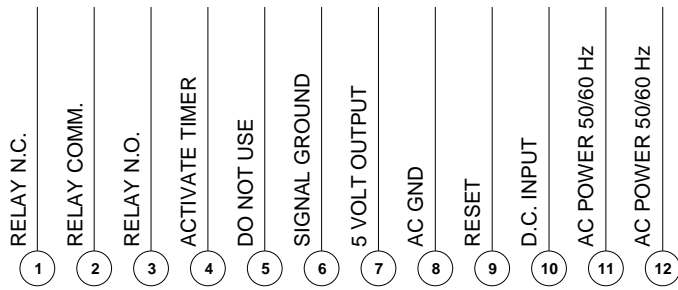 RELAY N.C.
RELAY COMM.
RELAY N.O.
ACTIVATE TIMER
DO NOT USE
SIGNAL GROUND
5 VOLT OUTPUT
AC GND
RESET
D.C. INPUT
AC POWER 50/60 Hz
AC POWER 50/60 Hz
1
2
3
4
5
6
7
8
9
10
11
12